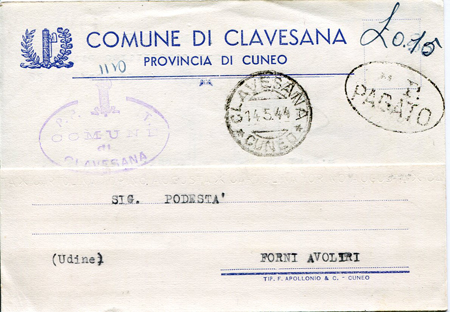 COMUNE DI CLAVESANA
PROVINCIA DI CUNEO
£0.15
1110
P. P. T.
COMUNE
di
CLAVESANA
CLAVESANA
14.5.44
* CUNEO *
PAGATO
SIG. PODESTA'
(Udine)
FORNI AVOLTRI
TIP. F. APOLLONIO & C. - CUNEO